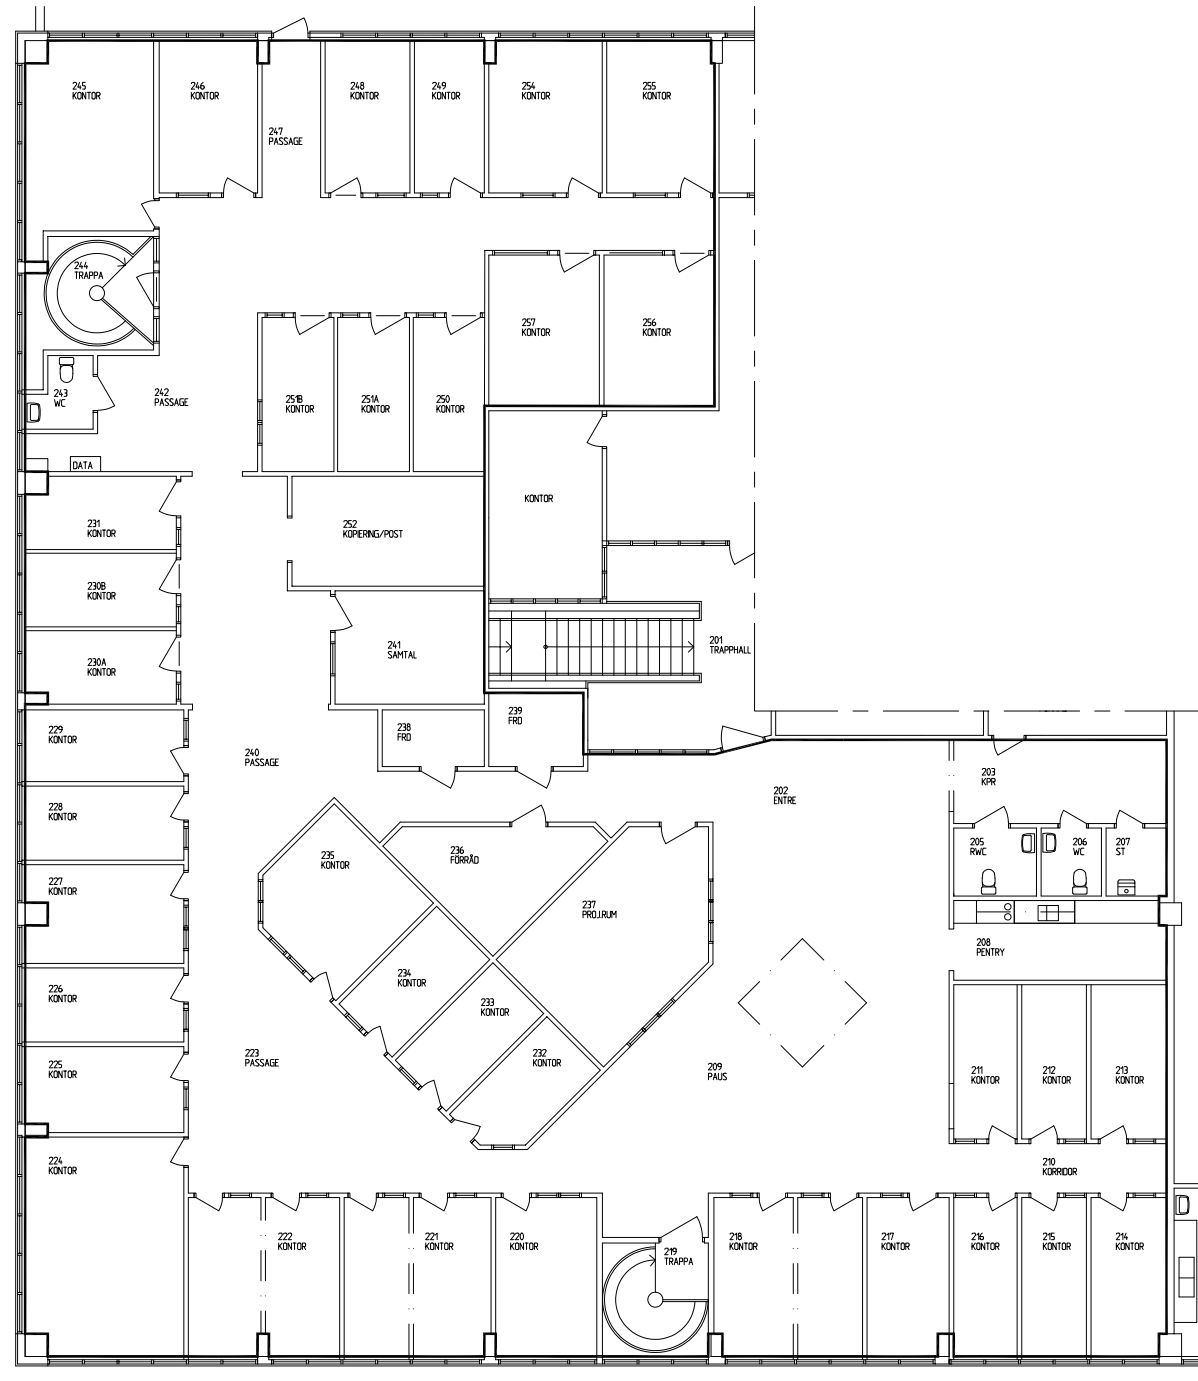 245
KONTOR
246
KONTOR
247
PASSAGE
248
KONTOR
249
KONTOR
254
KONTOR
255
KONTOR
244
TRAPPA
257
KONTOR
256
KONTOR
243
WC
242
PASSAGE
251B
KONTOR
251A
KONTOR
250
KONTOR
DATA
231
KONTOR
252
KOPIERING/POST
KONTOR
230B
KONTOR
230A
KONTOR
241
SAMTAL
201
TRAPPHALL
229
KONTOR
238
FRD
239
FRD
240
PASSAGE
228
KONTOR
202
ENTRE
203
KPR
227
KONTOR
235
KONTOR
236
FÖRRÅD
205
RWC
206
WC
207
ST
237
PROJ.RUM
208
PENTRY
226
KONTOR
234
KONTOR
233
KONTOR
225
KONTOR
223
PASSAGE
232
KONTOR
209
PAUS
211
KONTOR
212
KONTOR
213
KONTOR
224
KONTOR
210
KORRIDOR
222
KONTOR
221
KONTOR
220
KONTOR
219
TRAPPA
218
KONTOR
217
KONTOR
216
KONTOR
215
KONTOR
214
KONTOR